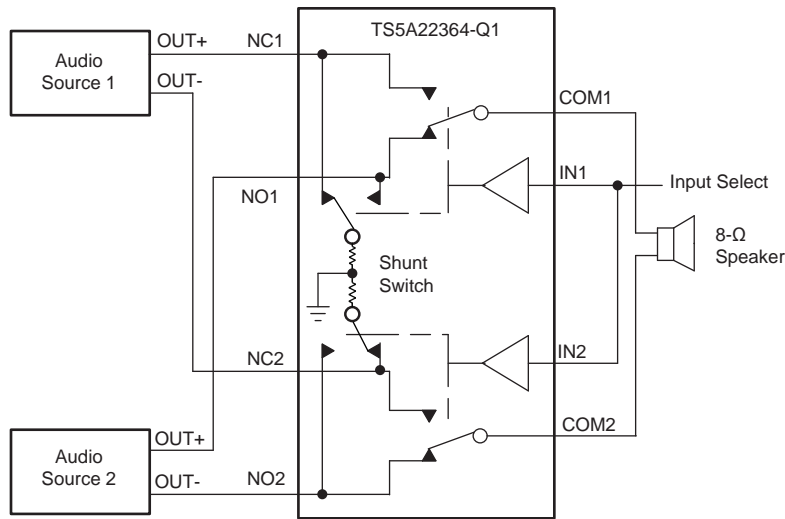 TS5A22364-Q1
Audio
Source 1
OUT+
NC1
OUT-
COM1
NO1
IN1
Input Select
8-Ω
Speaker
Shunt
Switch
NC2
IN2
COM2
Audio
Source 2
OUT+
OUT-
NO2